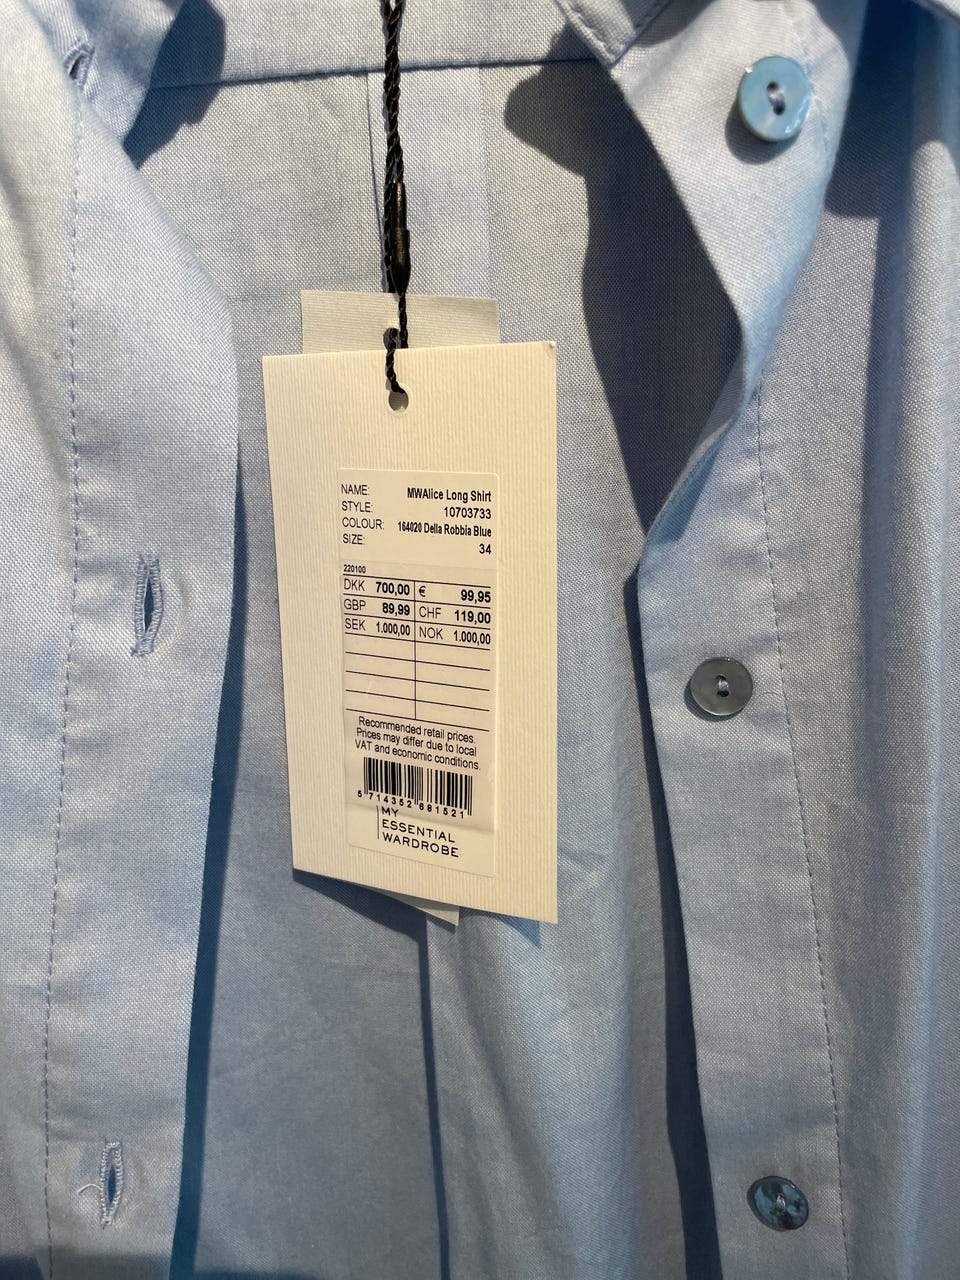 NAME: MWAlice Long Shirt
STYLE: 10703733
COLOUR: 164020 Della Robbia Blue
SIZE: 34
220100
DKK 700,00 € 99,95
GBP 89,99 CHF 119,00
SEK 1.000,00 NOK 1.000,00
Recommended retail prices.
Prices may differ due to local
VAT and economic conditions.
5 714352 681521
MY
ESSENTIAL
WARDROBE